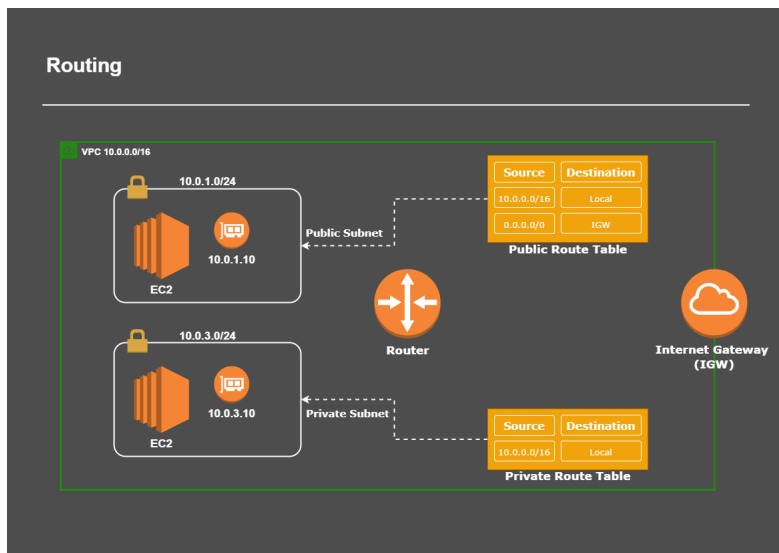 Routing
VPC 10.0.0.0/16
10.0.1.0/24
10.0.1.10
EC2
Public Subnet
Source Destination
10.0.0.0/16 Local
0.0.0.0/0 IGW
Public Route Table
Router
Internet Gateway
(IGW)
10.0.3.0/24
10.0.3.10
EC2
Private Subnet
Source Destination
10.0.0.0/16 Local
Private Route Table